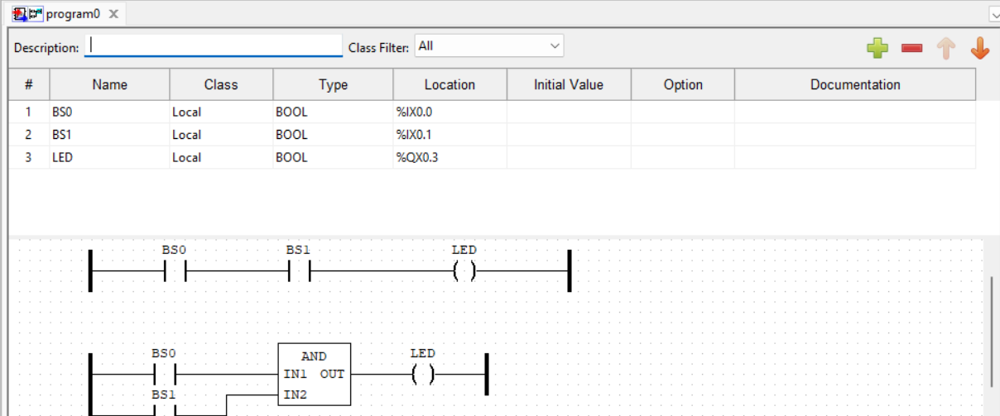 program0
Description: Class Filter: All
# Name Class Type Location Initial Value Option Documentation
1 BS0 Local BOOL %IX0.0
2 BS1 Local BOOL %IX0.1
3 LED Local BOOL %QX0.3
BS0 BS1 LED
BS0 AND LED
IN1 OUT
BS1 IN2